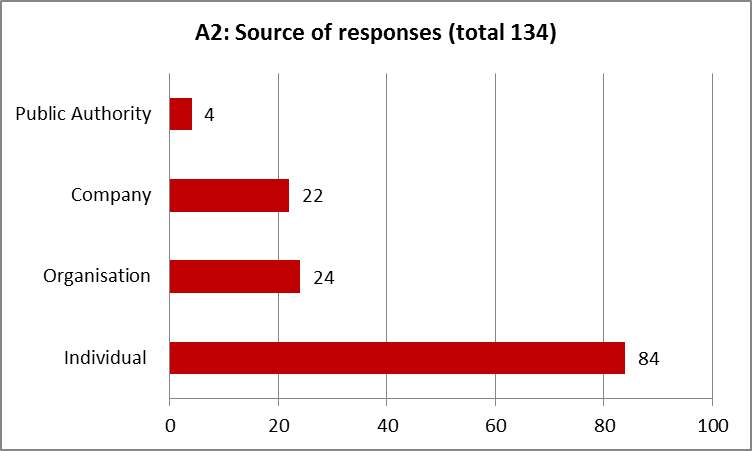 A2: Source of responses (total 134)
Public Authority 4
Company 22
Organisation 24
Individual 84
0 20 40 60 80 100